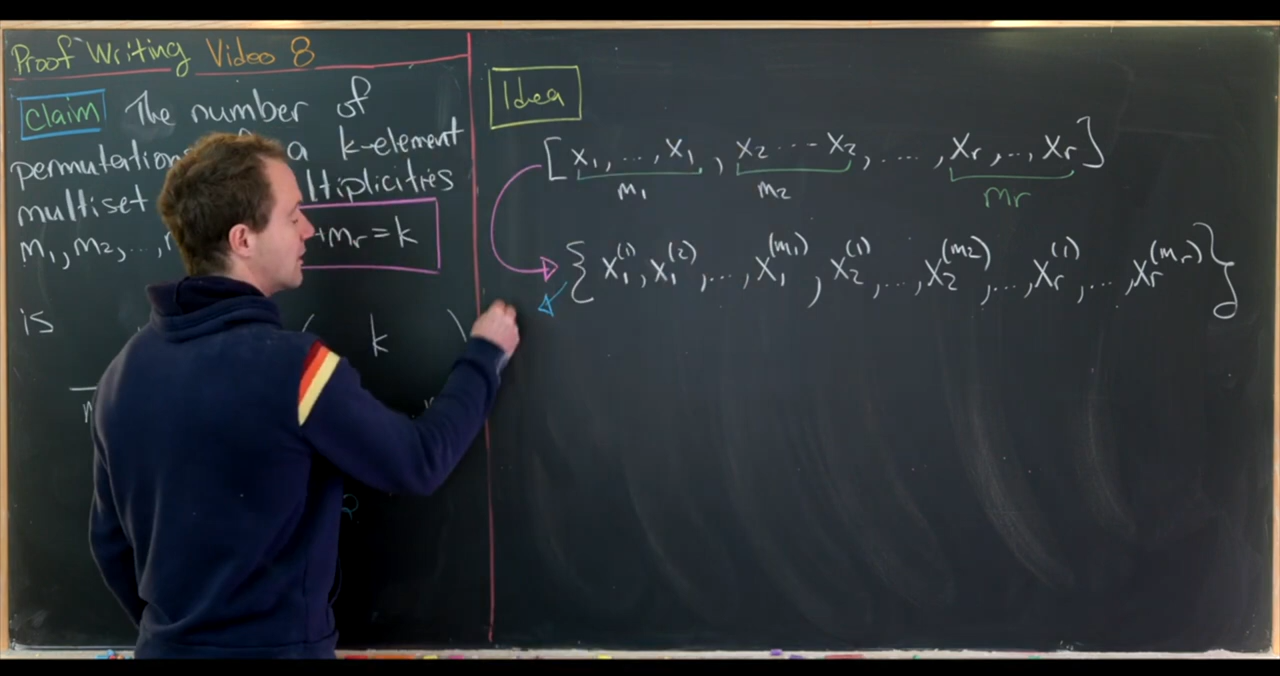 Proof Writing Video 8
Claim The number of
permutations a k-element
multiset
m₁, m₂, ..., +mᵣ = k
is k
Idea
[x₁, ..., x₁, x₂ ... x₂, ...., xᵣ, .., xᵣ]
m₁ m₂ mᵣ
{x₁⁽¹⁾, x₁⁽²⁾, ..., x₁⁽ᵐ¹⁾, x₂⁽¹⁾, ..., x₂⁽ᵐ²⁾, ..., xᵣ⁽¹⁾, ..., xᵣ⁽ᵐʳ⁾}